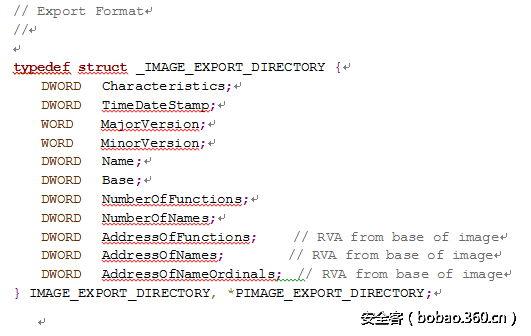 // Export Format↵
//↵
↵
typedef struct _IMAGE_EXPORT_DIRECTORY {↵
DWORD Characteristics;↵
DWORD TimeDateStamp;↵
WORD MajorVersion;↵
WORD MinorVersion;↵
DWORD Name;↵
DWORD Base;↵
DWORD NumberOfFunctions;↵
DWORD NumberOfNames;↵
DWORD AddressOfFunctions; // RVA from base of image↵
DWORD AddressOfNames; // RVA from base of image↵
DWORD AddressOfNameOrdinals; // RVA from base of image↵
} IMAGE_EXPORT_DIRECTORY, *PIMAGE_EXPORT_DIRECTORY;↵
↵
安全客 ( bobao.360.cn )